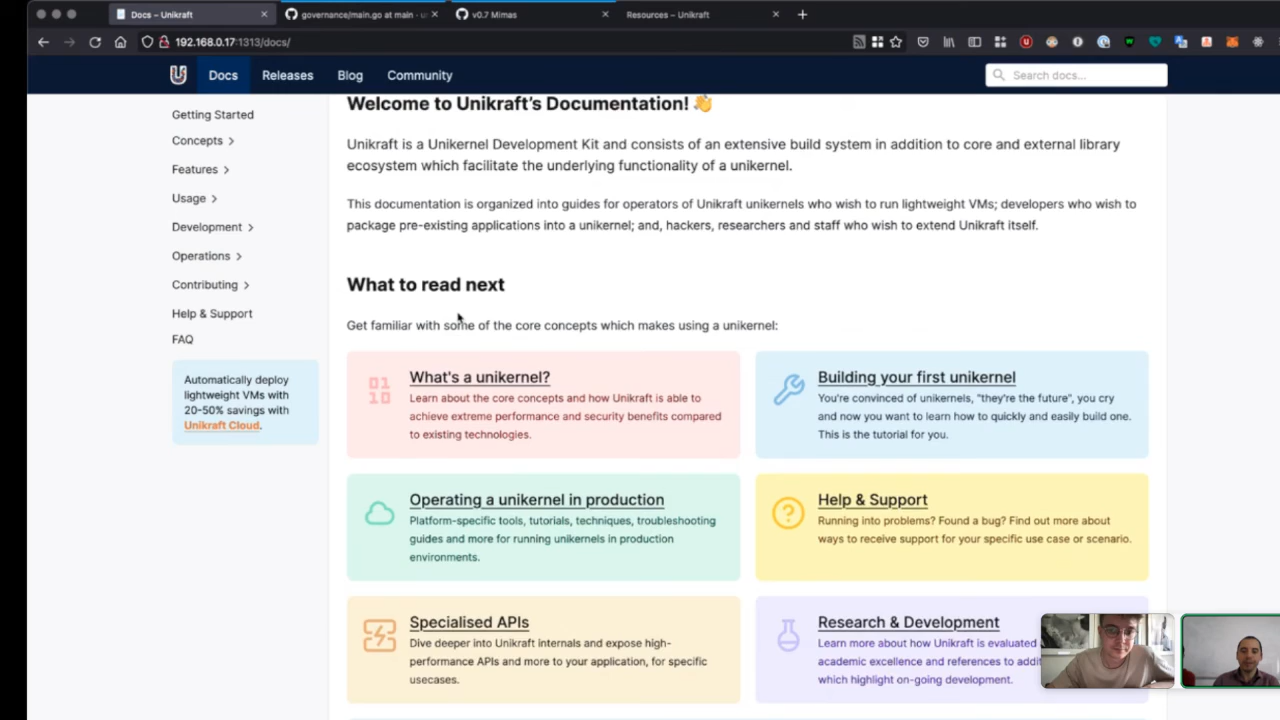 Docs – Unikraft
governance/main.go at main · u
v0.7 Mimas
Resources – Unikraft
192.168.0.17:1313/docs/
Docs
Releases
Blog
Community
Search docs...
Getting Started
Concepts
Features
Usage
Development
Operations
Contributing
Help & Support
FAQ
Automatically deploy
lightweight VMs with
20-50% savings with
Unikraft Cloud.
Welcome to Unikraft's Documentation! 👋
Unikraft is a Unikernel Development Kit and consists of an extensive build system in addition to core and external library
ecosystem which facilitate the underlying functionality of a unikernel.
This documentation is organized into guides for operators of Unikraft unikernels who wish to run lightweight VMs; developers who wish to
package pre-existing applications into a unikernel; and, hackers, researchers and staff who wish to extend Unikraft itself.
What to read next
Get familiar with some of the core concepts which makes using a unikernel:
What's a unikernel?
Learn about the core concepts and how Unikraft is able to
achieve extreme performance and security benefits compared
to existing technologies.
Building your first unikernel
You're convinced of unikernels, "they're the future", you cry
and now you want to learn how to quickly and easily build one.
This is the tutorial for you.
Operating a unikernel in production
Platform-specific tools, tutorials, techniques, troubleshooting
guides and more for running unikernels in production
environments.
Help & Support
Running into problems? Found a bug? Find out more about
ways to receive support for your specific use case or scenario.
Specialised APIs
Dive deeper into Unikraft internals and expose high-
performance APIs and more to your application, for specific
usecases.
Research & Development
Learn more about how Unikraft is evaluated
academic excellence and references to
which highlight on-going development.